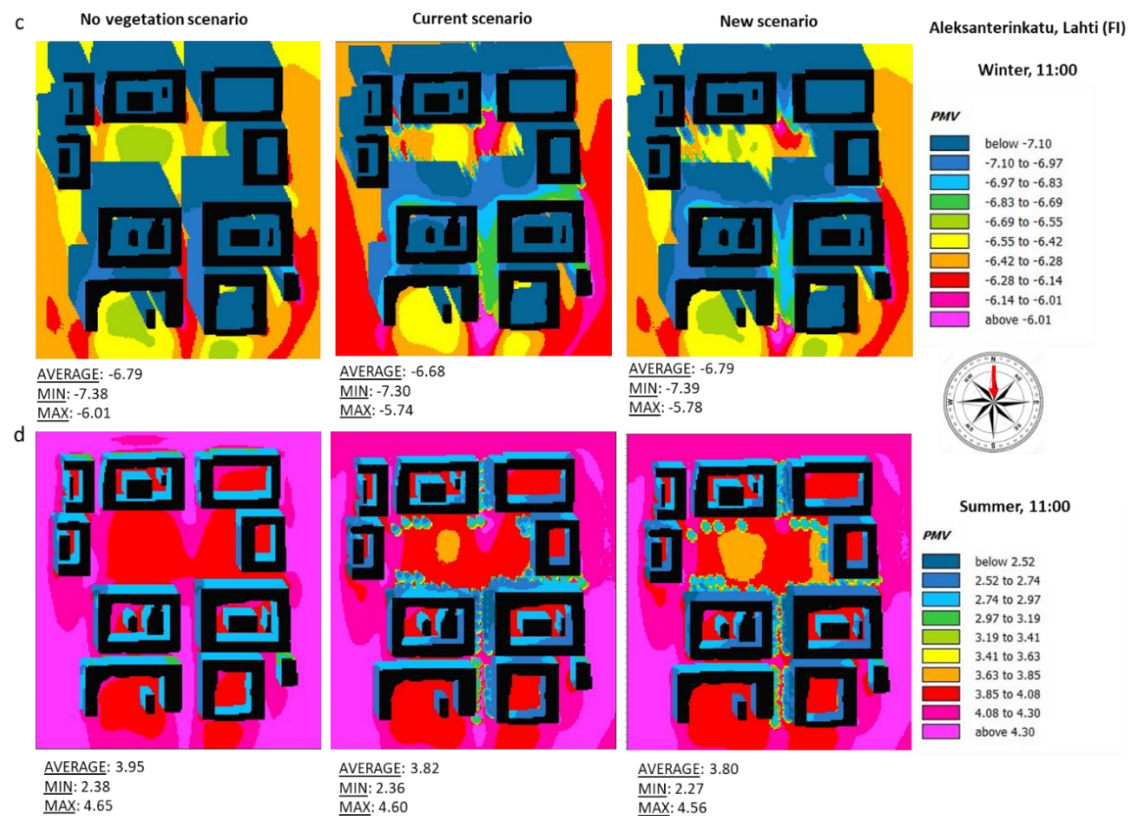 c
No vegetation scenario
Current scenario
New scenario
Aleksanterinkatu, Lahti (FI)
Winter, 11:00
PMV
below -7.10
-7.10 to -6.97
-6.97 to -6.83
-6.83 to -6.69
-6.69 to -6.55
-6.55 to -6.42
-6.42 to -6.28
-6.28 to -6.14
-6.14 to -6.01
above -6.01
AVERAGE: -6.79
MIN: -7.38
MAX: -6.01
AVERAGE: -6.68
MIN: -7.30
MAX: -5.74
AVERAGE: -6.79
MIN: -7.39
MAX: -5.78
N
E
S
W
d
Summer, 11:00
PMV
below 2.52
2.52 to 2.74
2.74 to 2.97
2.97 to 3.19
3.19 to 3.41
3.41 to 3.63
3.63 to 3.85
3.85 to 4.08
4.08 to 4.30
above 4.30
AVERAGE: 3.95
MIN: 2.38
MAX: 4.65
AVERAGE: 3.82
MIN: 2.36
MAX: 4.60
AVERAGE: 3.80
MIN: 2.27
MAX: 4.56